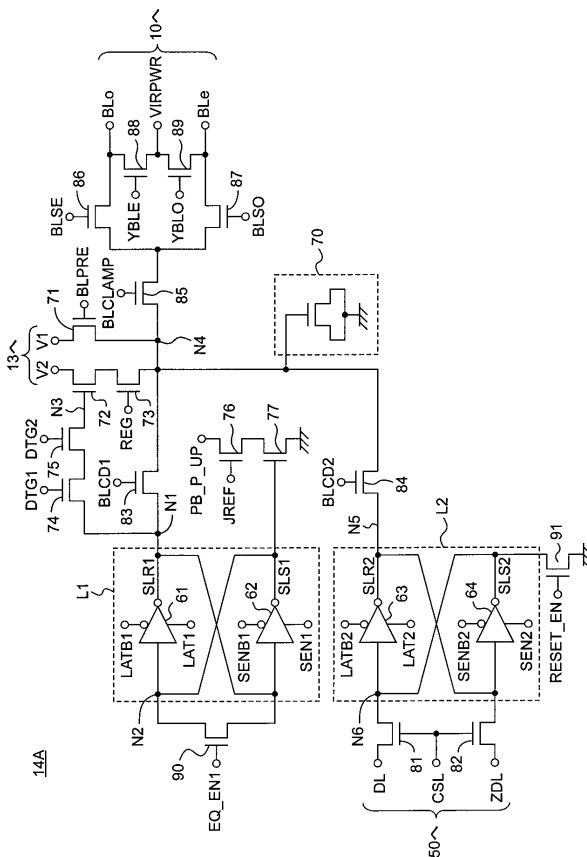 14A
13
V2
V1
DTG1
DTG2
N3
71
BLPRE
74
75
72
REG
73
BLCD1
83
N1
N4
BLCLAMP
85
BLSE
86
BLo
YBLE
88
VIRPWR
10
YBLO
89
BLe
87
BLSO
L1
LATB1
SLR1
61
LAT1
N2
EQ_EN1
90
SENB1
62
SLS1
SEN1
PB_P_UP
JREF
76
77
70
BLCD2
84
N5
L2
LATB2
SLR2
63
LAT2
N6
SENB2
64
SLS2
SEN2
RESET_EN
91
50
DL
81
CSL
82
ZDL